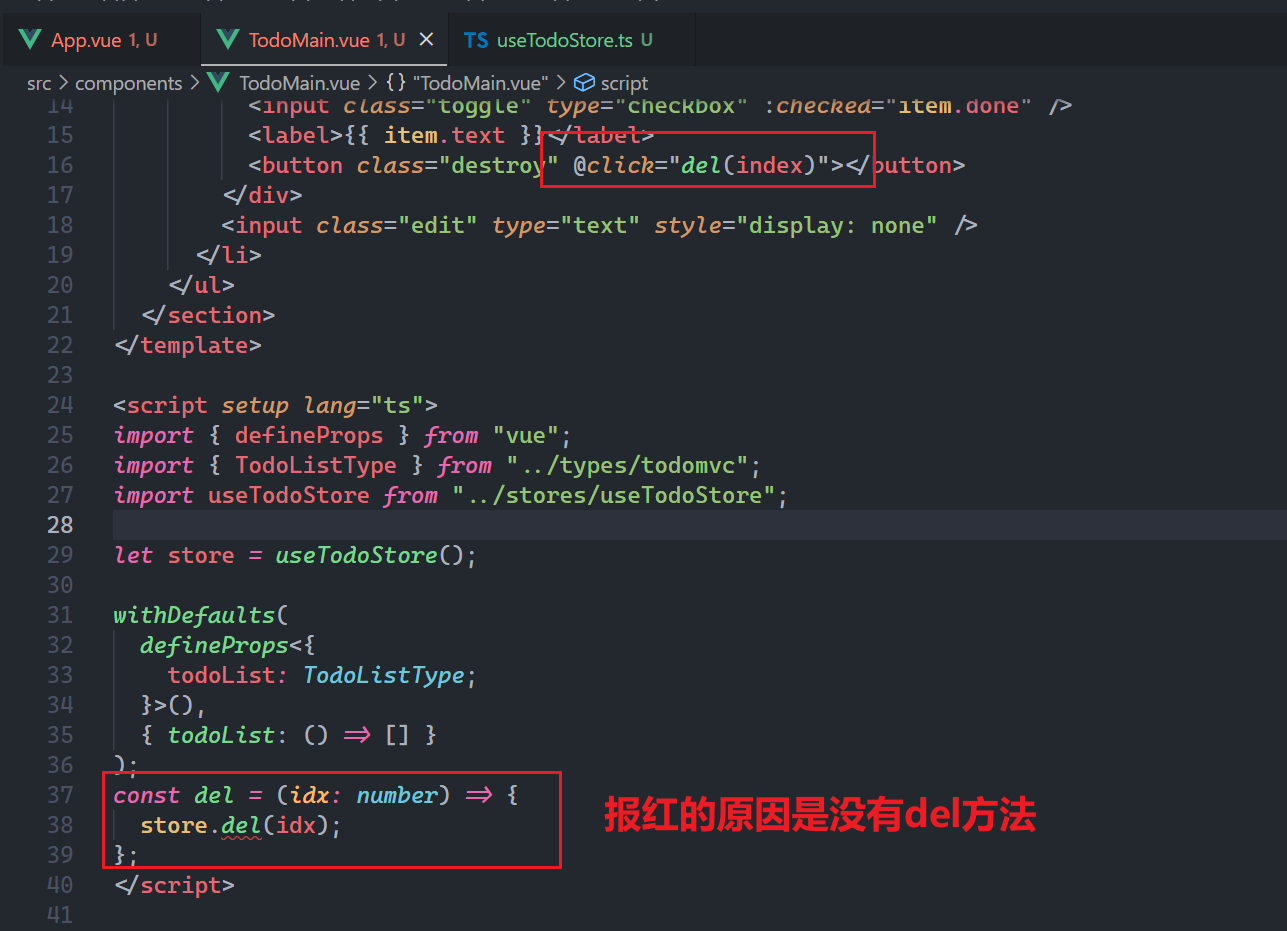 App.vue 1, U
TodoMain.vue 1, U
TS useTodoStore.ts U
src > components > TodoMain.vue > {} "TodoMain.vue" > script
14 <input class="toggle" type="checkbox" :checked="item.done" />
15 <label>{{ item.text }}</label>
16 <button class="destroy" @click="del(index)"></button>
17 </div>
18 <input class="edit" type="text" style="display: none" />
19 </li>
20 </ul>
21 </section>
22 </template>
23
24 <script setup lang="ts">
25 import { defineProps } from "vue";
26 import { TodoListType } from "../types/todomvc";
27 import useTodoStore from "../stores/useTodoStore";
28
29 let store = useTodoStore();
30
31 withDefaults(
32 defineProps<{
33 todoList: TodoListType;
34 }>(),
35 { todoList: () => [] }
36 );
37 const del = (idx: number) => {
38 store.del(idx);
报红的原因是没有del方法
39 };
40 </script>
41